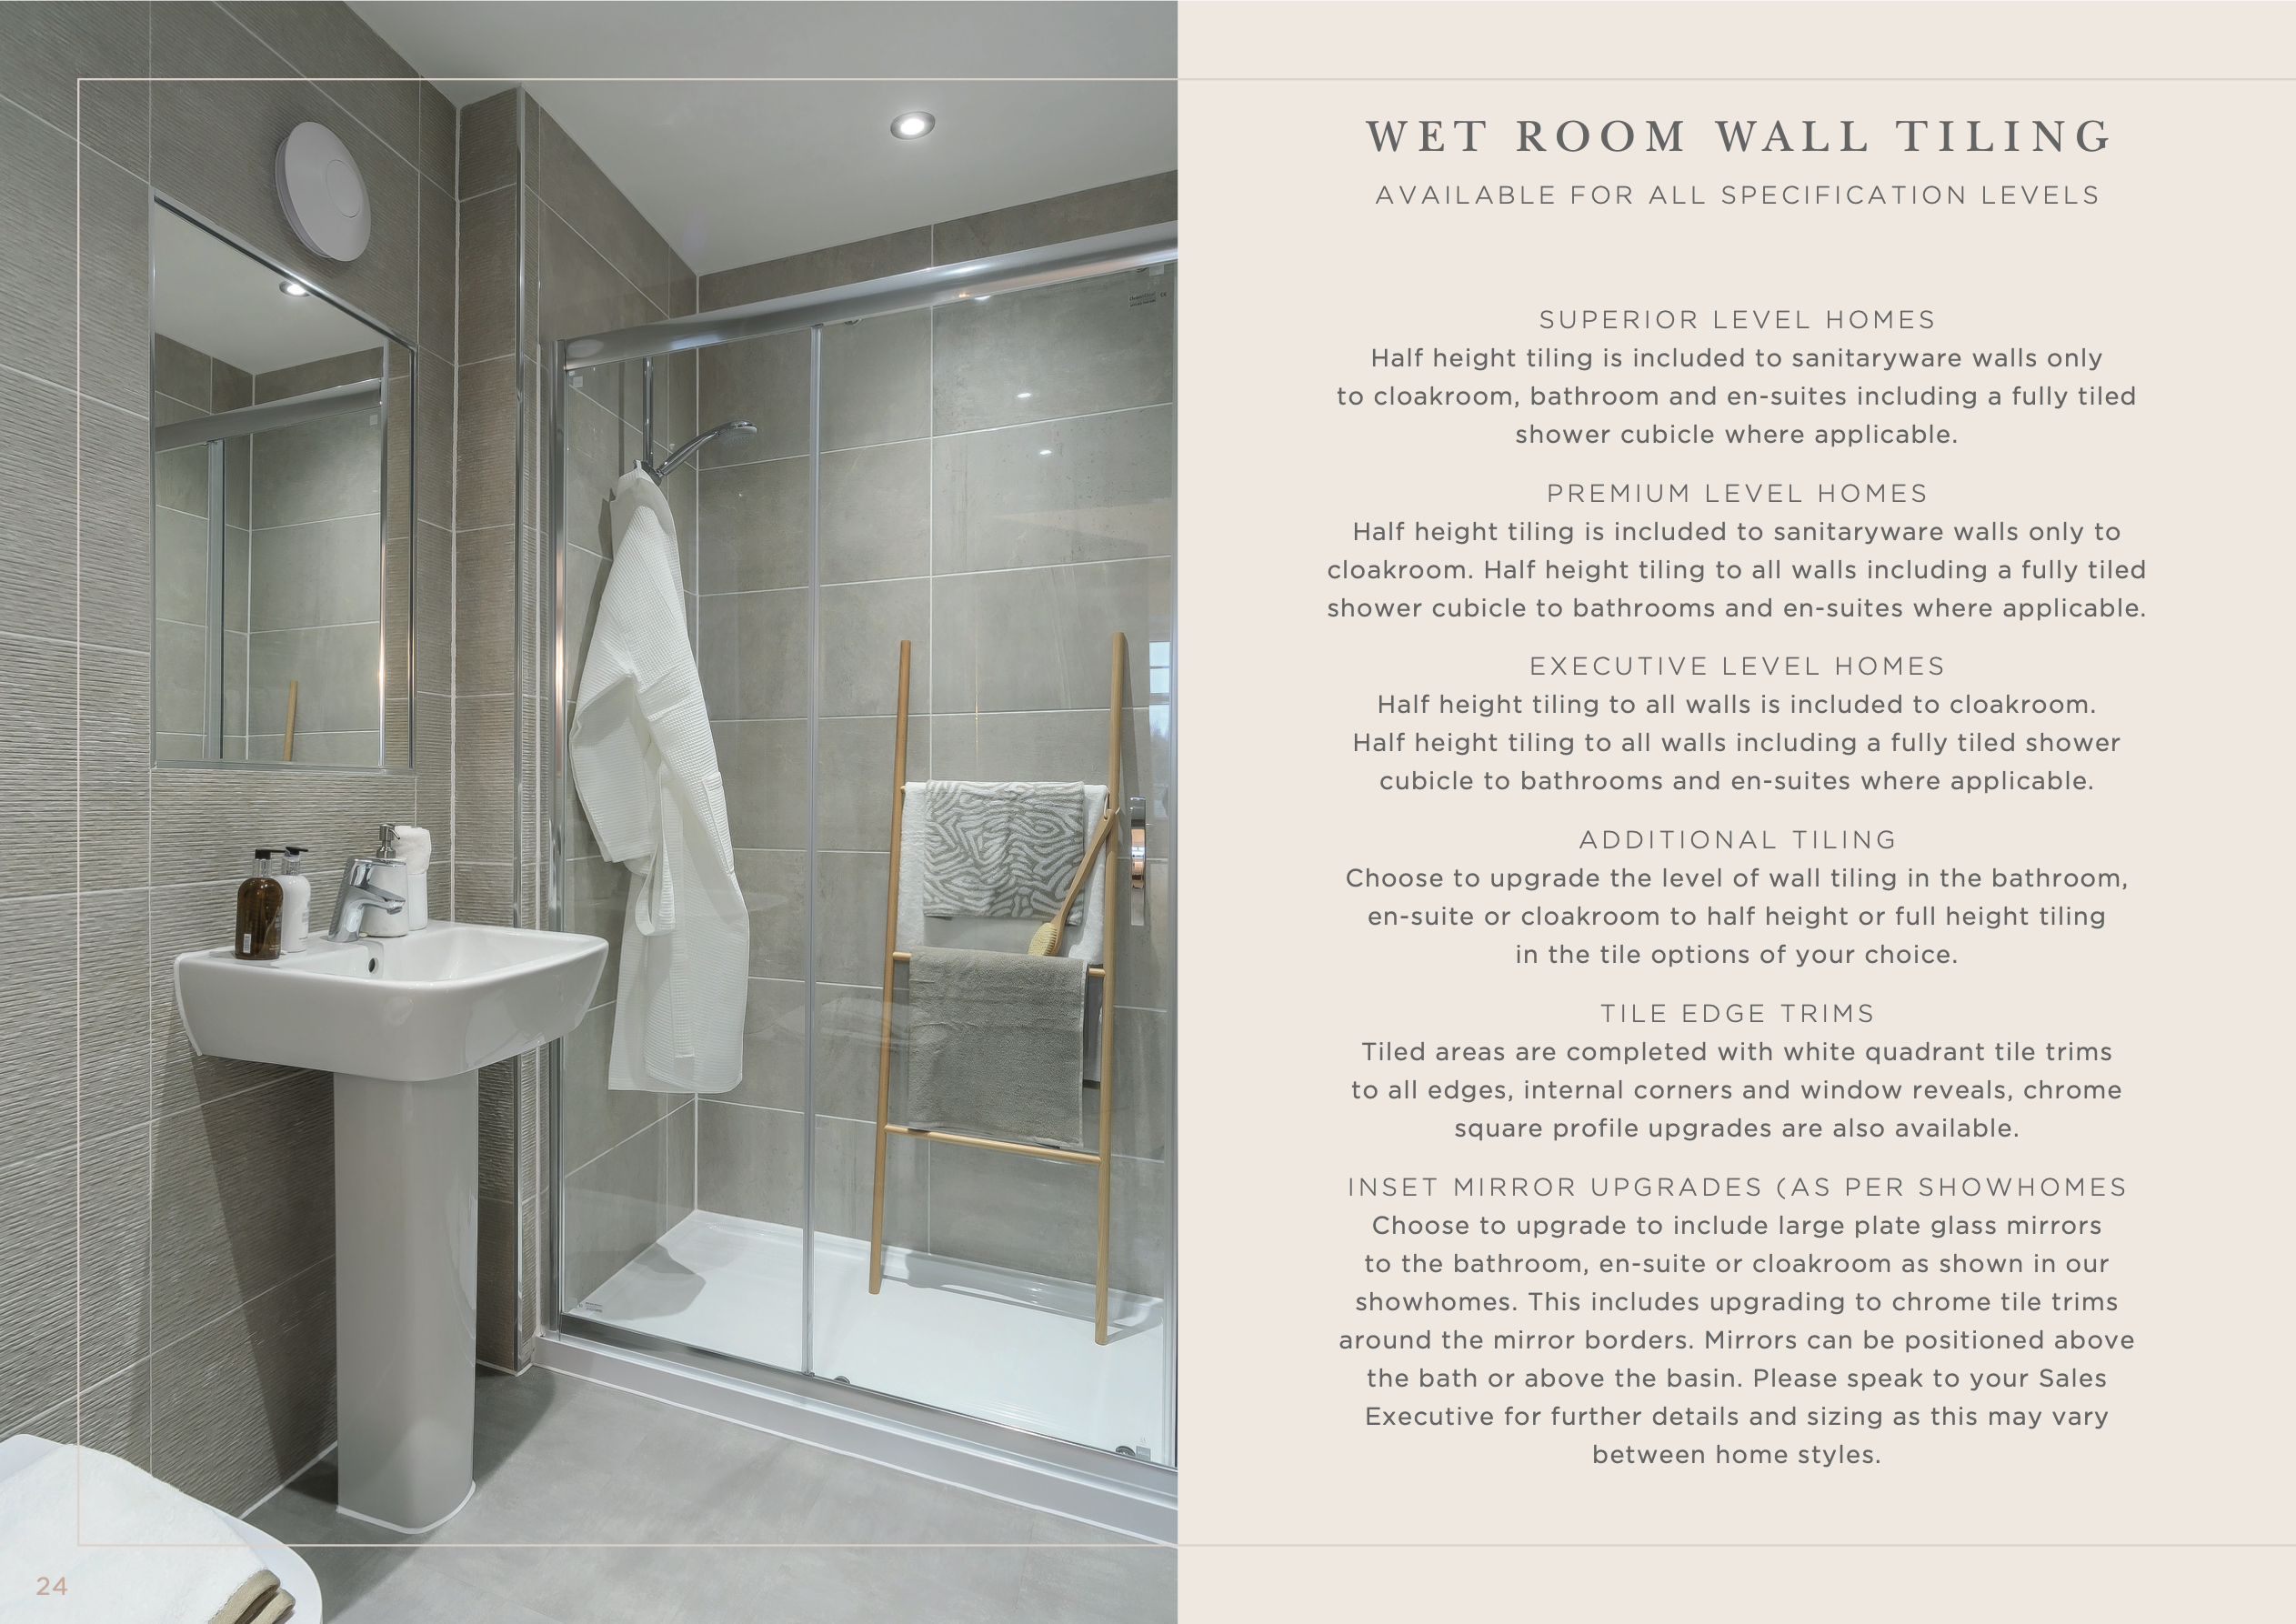 WET ROOM WALL TILING
AVAILABLE FOR ALL SPECIFICATION LEVELS
SUPERIOR LEVEL HOMES
Half height tiling is included to sanitaryware walls only
to cloakroom, bathroom and en-suites including a fully tiled
shower cubicle where applicable.
PREMIUM LEVEL HOMES
Half height tiling is included to sanitaryware walls only to
cloakroom. Half height tiling to all walls including a fully tiled
shower cubicle to bathrooms and en-suites where applicable.
EXECUTIVE LEVEL HOMES
Half height tiling to all walls is included to cloakroom.
Half height tiling to all walls including a fully tiled shower
cubicle to bathrooms and en-suites where applicable.
ADDITIONAL TILING
Choose to upgrade the level of wall tiling in the bathroom,
en-suite or cloakroom to half height or full height tiling
in the tile options of your choice.
TILE EDGE TRIMS
Tiled areas are completed with white quadrant tile trims
to all edges, internal corners and window reveals, chrome
square profile upgrades are also available.
INSET MIRROR UPGRADES (AS PER SHOWHOMES
Choose to upgrade to include large plate glass mirrors
to the bathroom, en-suite or cloakroom as shown in our
showhomes. This includes upgrading to chrome tile trims
around the mirror borders. Mirrors can be positioned above
the bath or above the basin. Please speak to your Sales
Executive for further details and sizing as this may vary
between home styles.
24